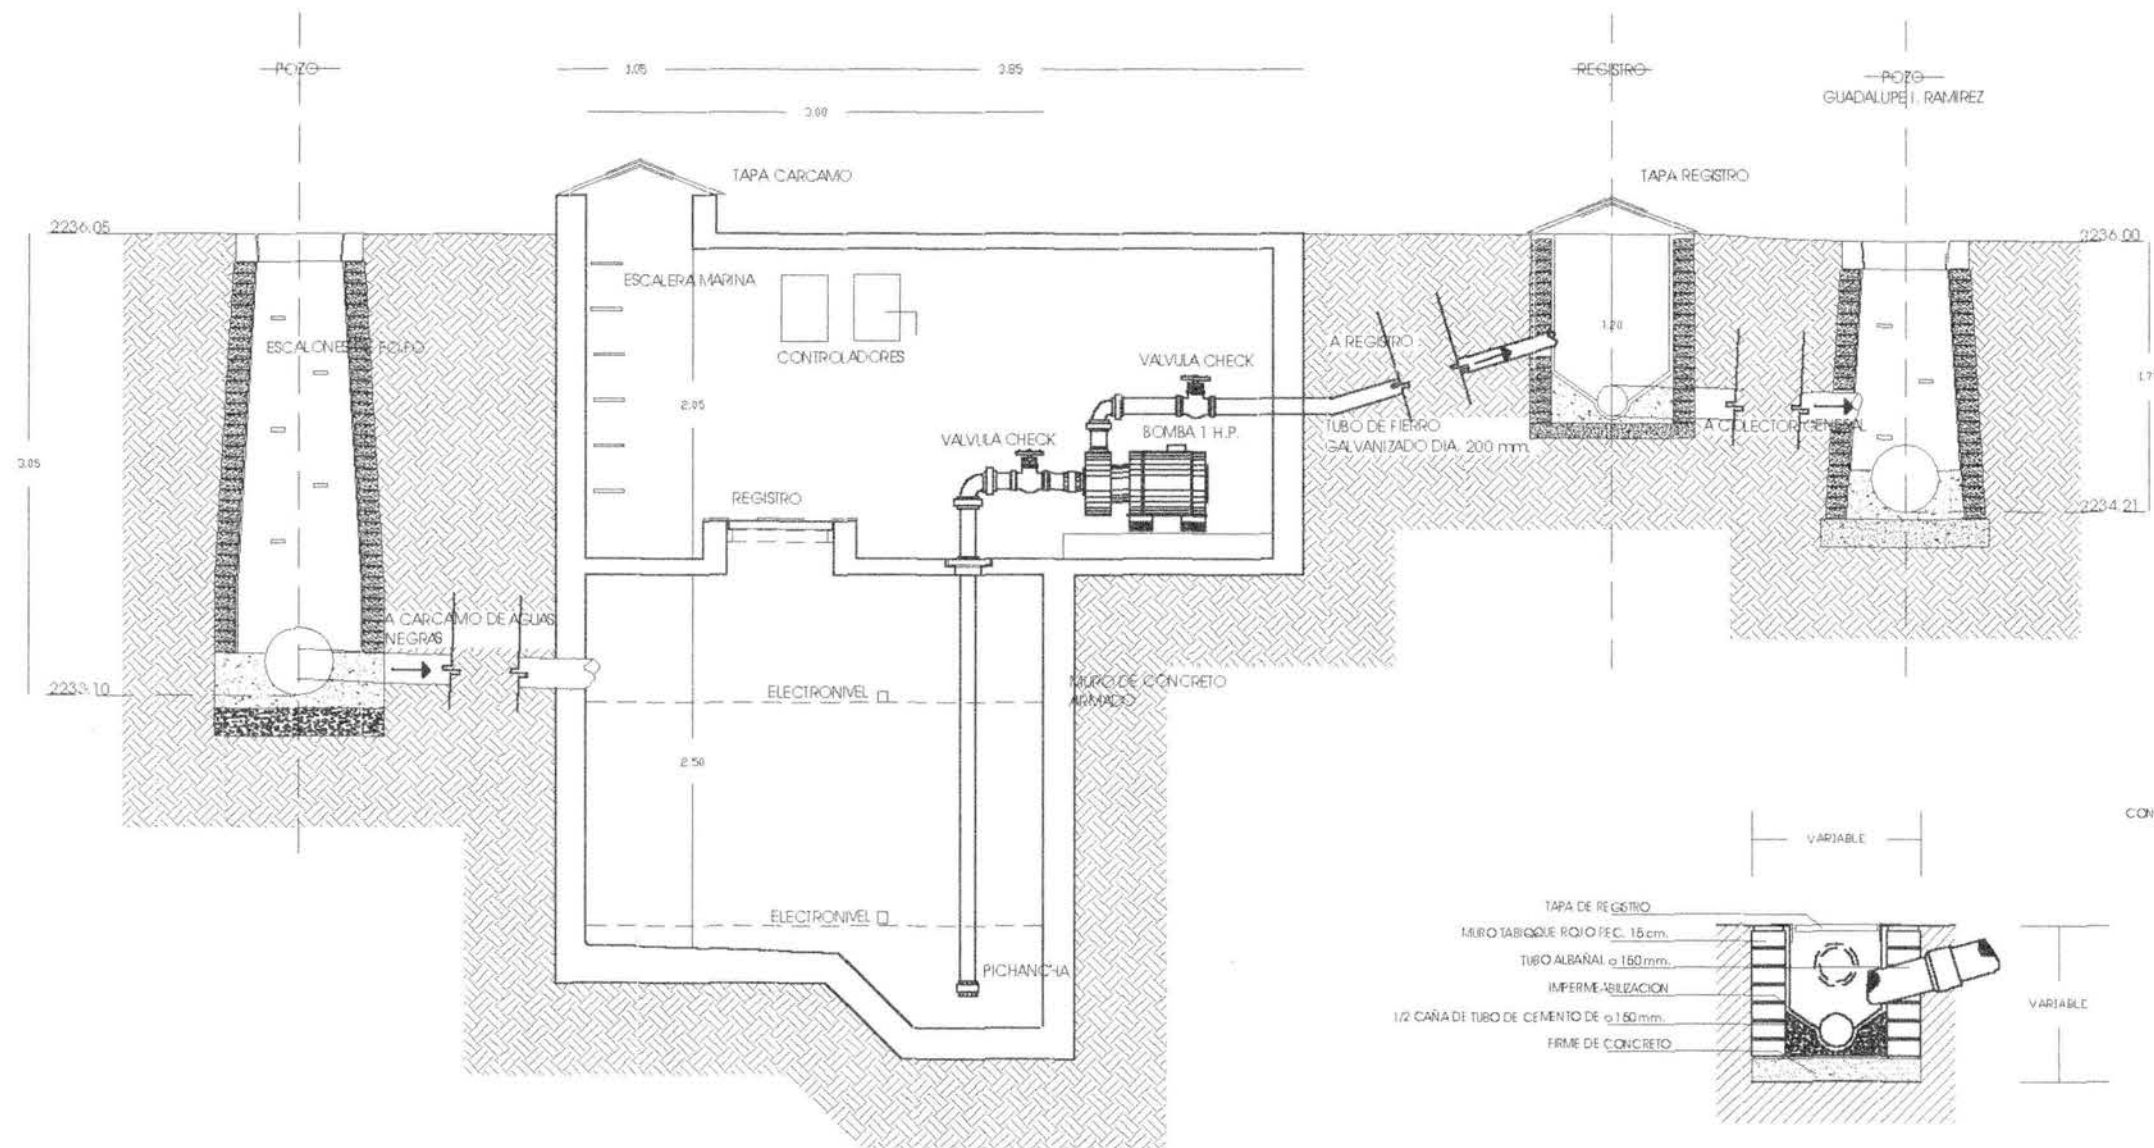 POZO
1.05
3.85
REGISTRO
POZO
GUADALUPE I. RAMIREZ
3.00
TAPA CARCAMO
TAPA REGISTRO
2236.05
2236.00
ESCALERA MARINA
CONTROLADORES
ESCALONES
A REGISTRO
1.20
VALVULA CHECK
2.05
VALVULA CHECK
BOMBA 1 H.P.
TUBO DE FIERRO
GALVANIZADO DIA. 200 mm.
A COLECTOR GENERAL
3.05
REGISTRO
2234.21
A CARCAMO DE AGUAS
NEGRAS
2233.10
ELECTRONIVEL
MURO DE CONCRETO
ARMADO
2.50
ELECTRONIVEL
PICHANCHA
CON
VARIABLE
TAPA DE REGISTRO
MURO TABIQUE ROJO REC. 15 cm.
TUBO ALBAÑAL ø 150 mm.
IMPERMEABILIZACION
VARIABLE
1/2 CAÑA DE TUBO DE CEMENTO DE ø 150 mm.
FIRME DE CONCRETO